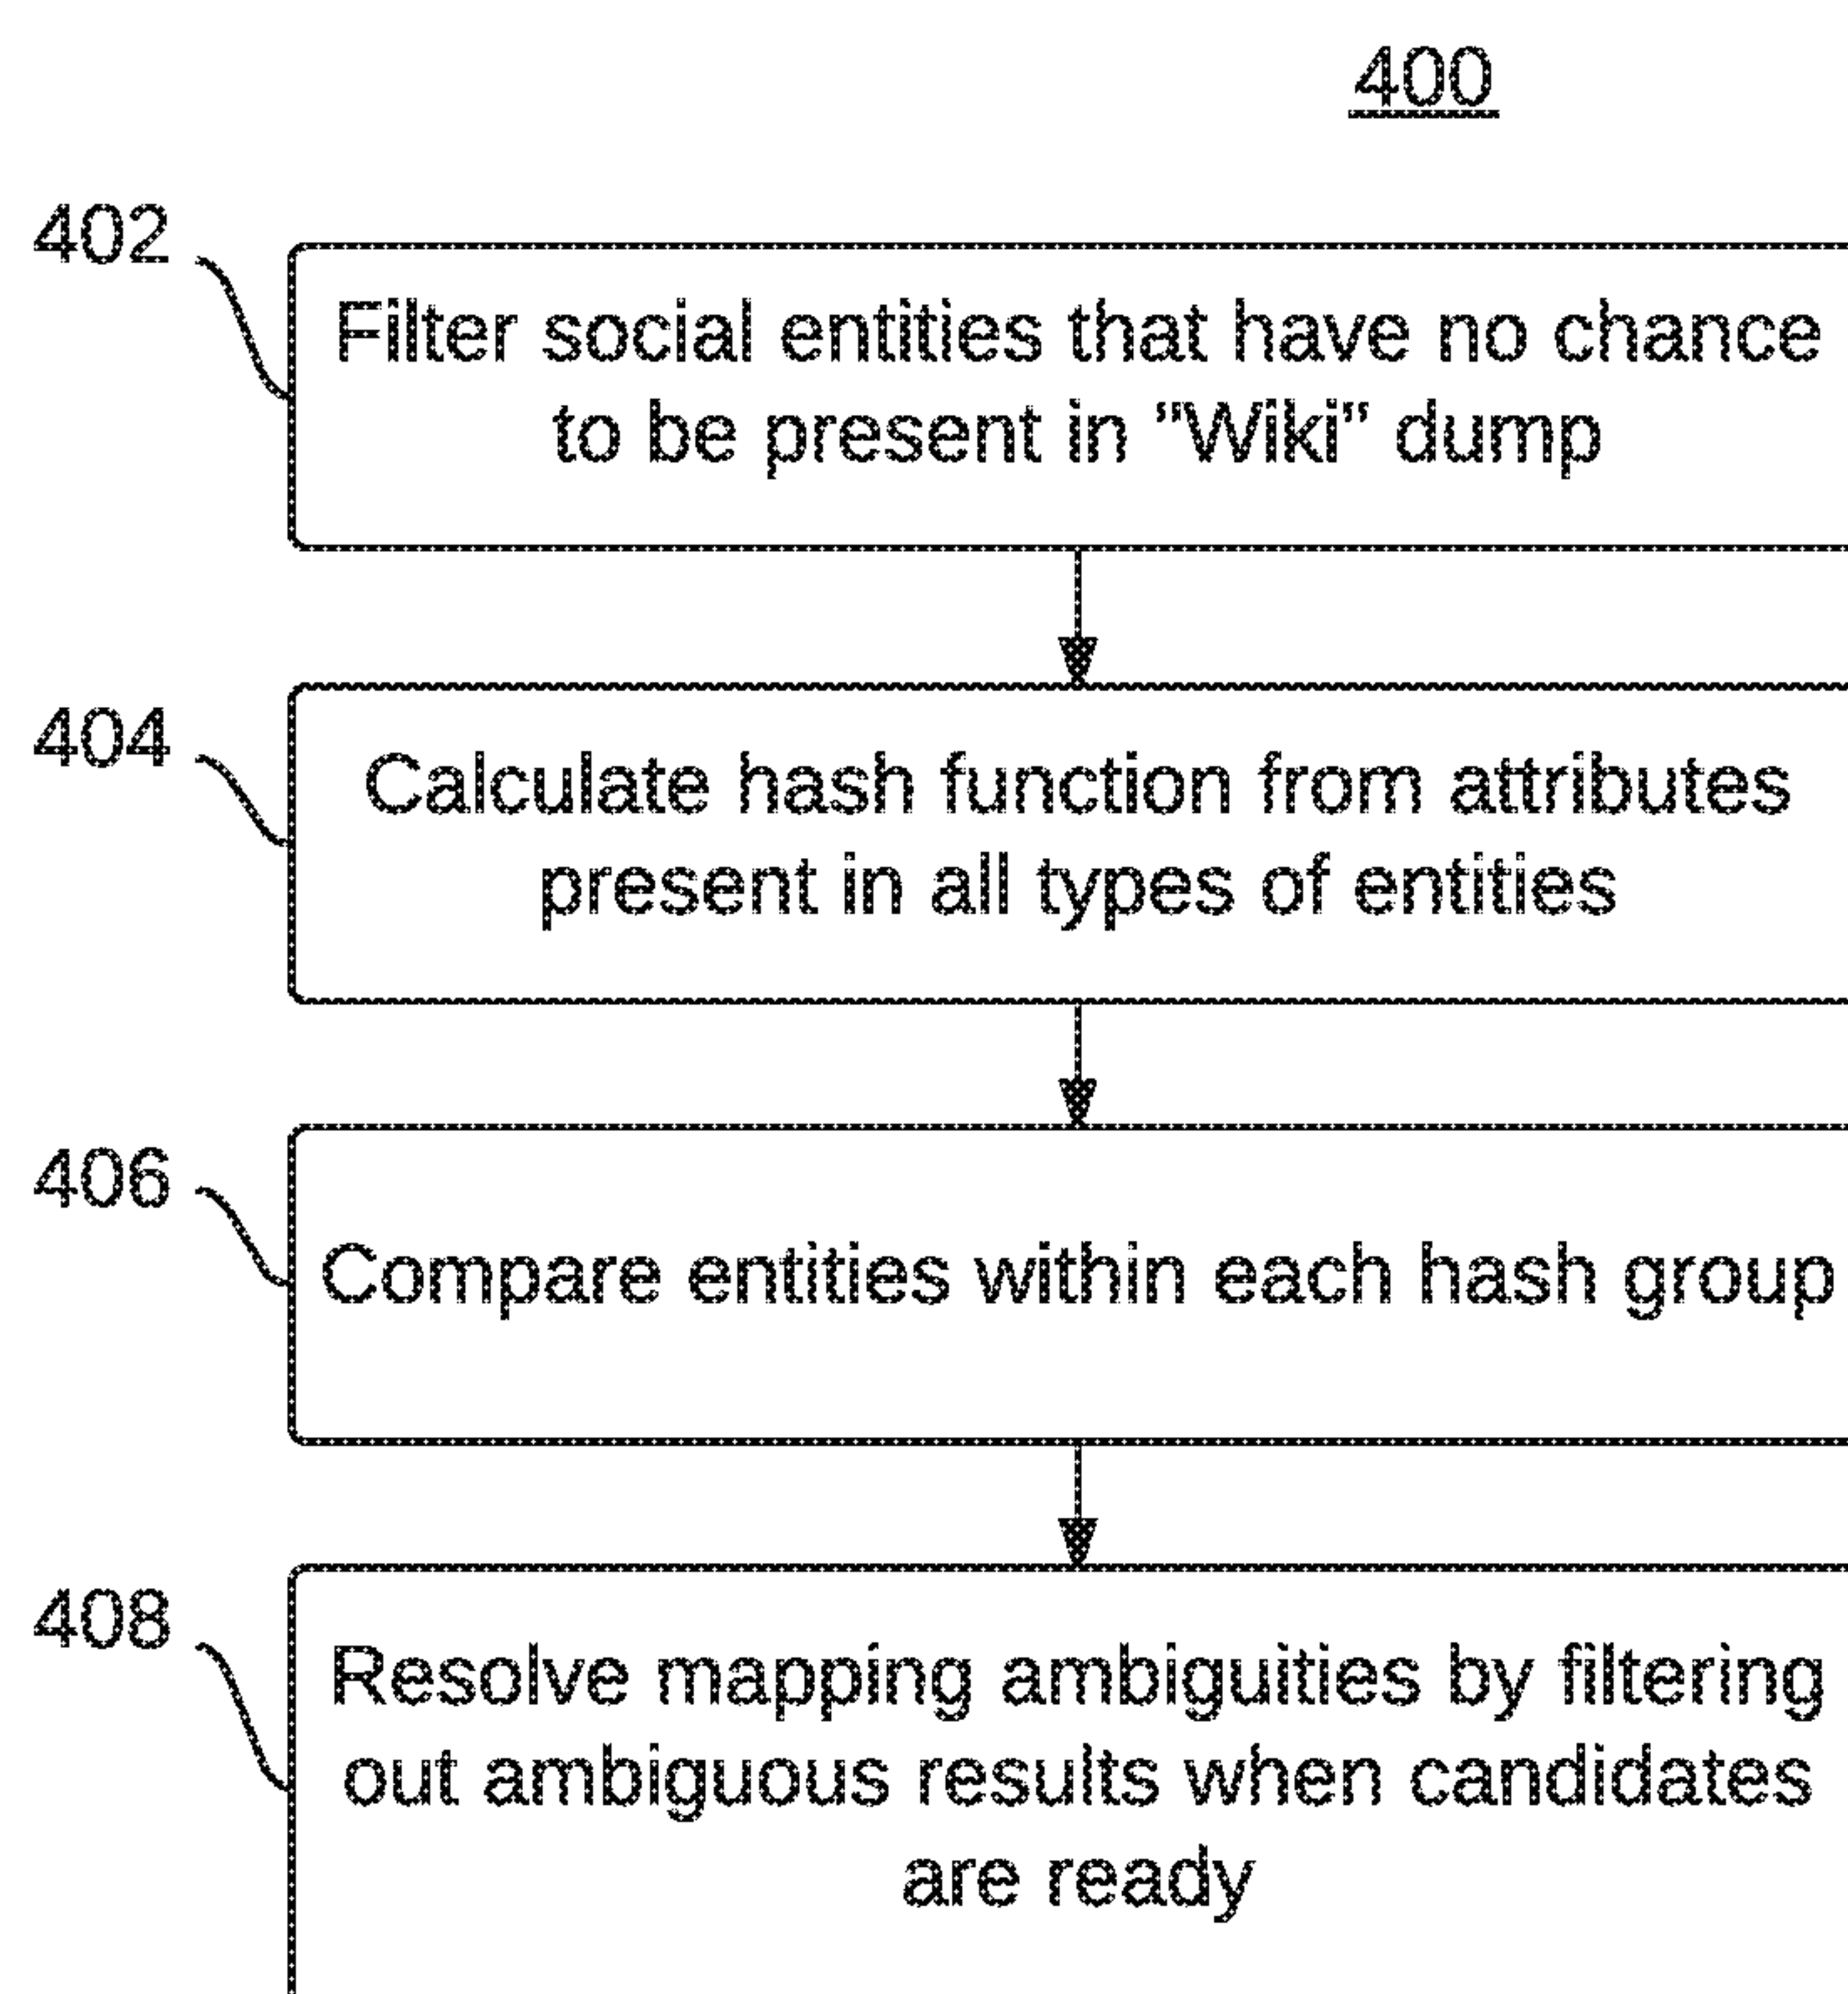 400
402
Filter social entities that have no chance
to be present in "Wiki" dump
404
Calculate hash function from attributes
present in all types of entities
406
Compare entities within each hash group
408
Resolve mapping ambiguities by filtering
out ambiguous results when candidates
are ready